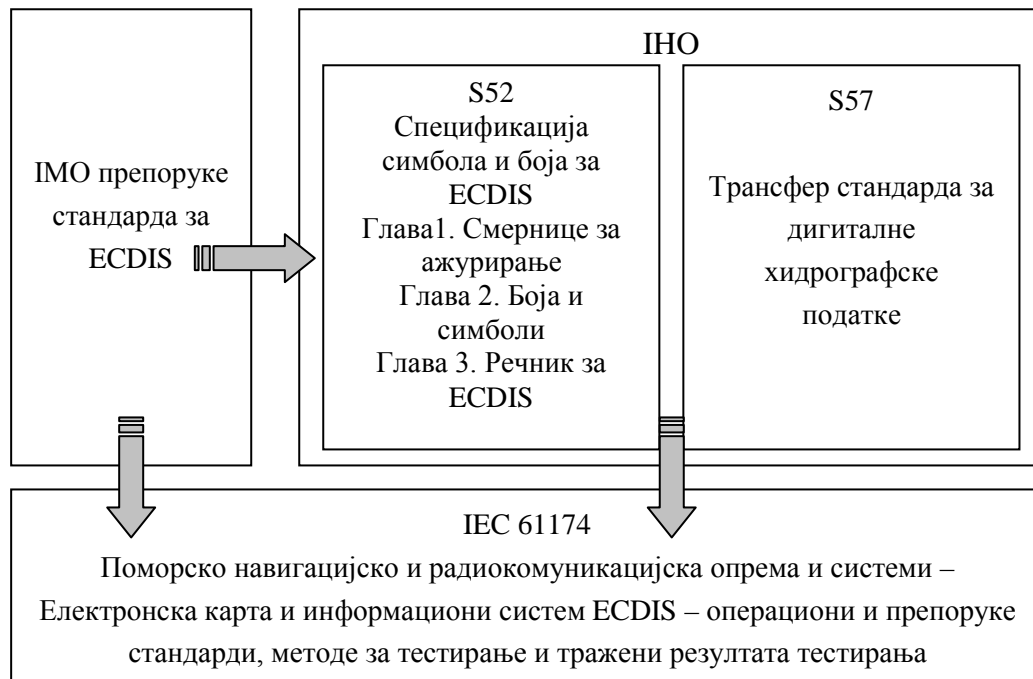 ІМО препоруке
стандарда за
ECDIS
ІНО
S52
Спецификација
симбола и боја за
ECDIS
Глава1. Смернице за
ажурирање
Глава 2. Боја и
симболи
Глава 3. Речник за
ECDIS
S57
Трансфер стандарда за
дигиталне
хидрографске
податке
IEC 61174
Поморско навигацијско и радиокомуникацијска опрема и системи –
Електронска карта и информациони систем ECDIS – операциони и препоруке
стандарди, методе за тестирање и тражени резултата тестирања